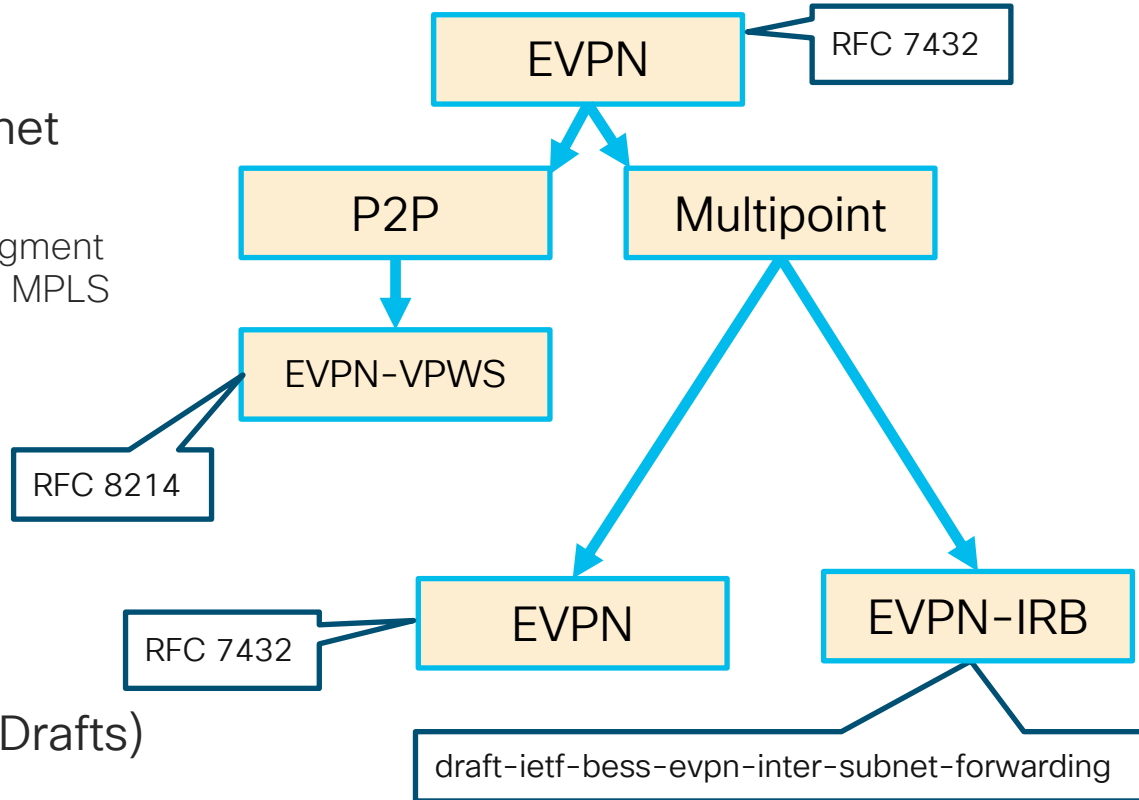 EVPN
RFC 7432
net
P2P
Multipoint
gment
MPLS
EVPN-VPWS
RFC 8214
EVPN
EVPN-IRB
RFC 7432
Drafts)
draft-ietf-bess-evpn-inter-subnet-forwarding